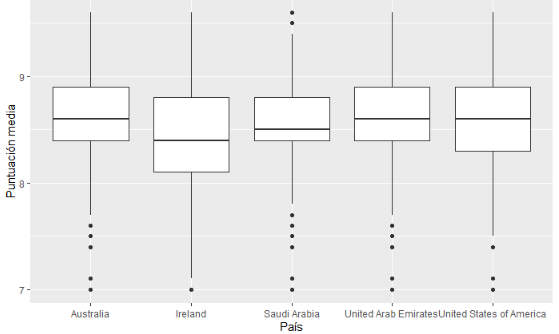 Puntuación media
9
8
7
Australia
Ireland
Saudi Arabia
United Arab Emirates
United States of America
País